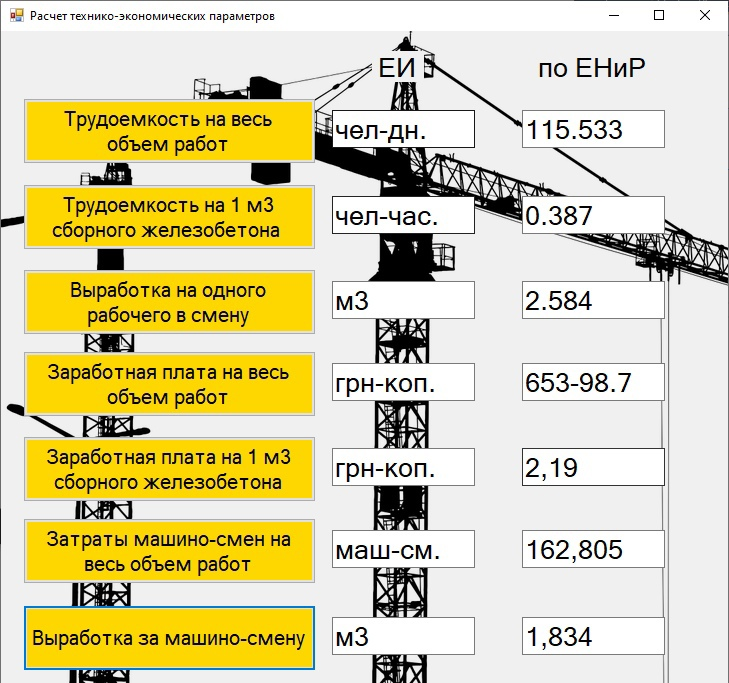 Расчет технико-экономических параметров
ЕИ по ЕНиР
Трудоемкость на весь
объем работ
чел-дн. 115.533
Трудоемкость на 1 м3
сборного железобетона
чел-час. 0.387
Выработка на одного
рабочего в смену
м3 2.584
Заработная плата на весь
объем работ
грн-коп. 653-98.7
Заработная плата на 1 м3
сборного железобетона
грн-коп. 2,19
Затраты машино-смен на
весь объем работ
маш-см. 162,805
Выработка за машино-смену
м3 1,834